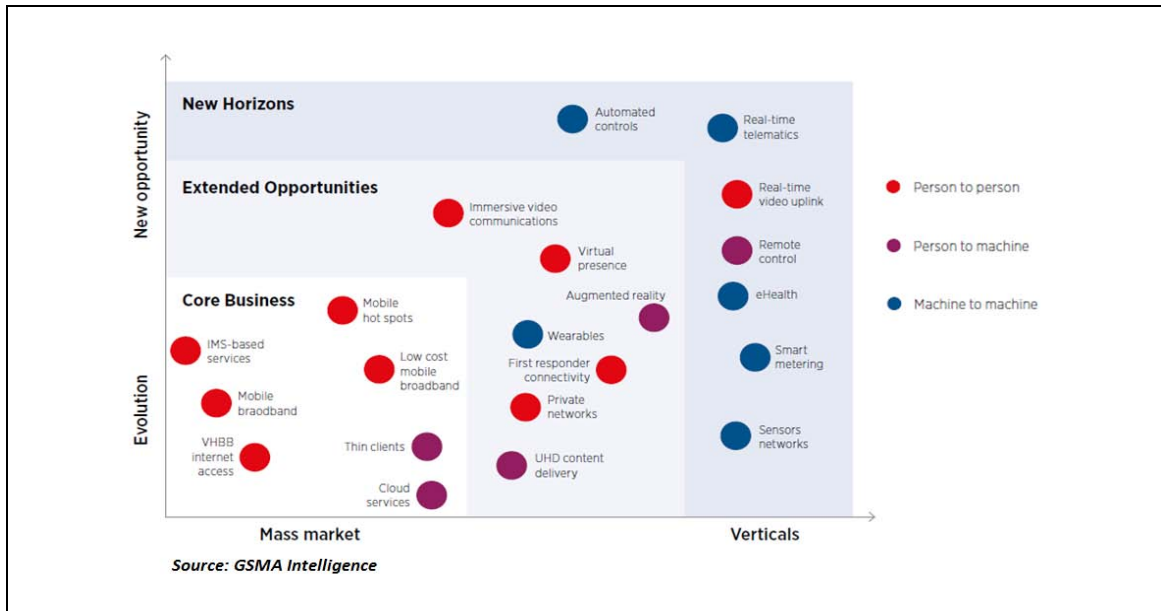 New opportunity
Evolution
New Horizons
Automated
controls
Real-time
telematics
Extended Opportunities
Immersive video
communications
Real-time
video uplink
Virtual
presence
Remote
control
Core Business
Mobile
hot spots
Augmented reality
eHealth
IMS-based
services
Low cost
mobile
broadband
Wearables
First responder
connectivity
Smart
metering
Mobile
braodband
Private
networks
VHBB
internet
access
Thin clients
UHD content
delivery
Sensors
networks
Cloud
services
Mass market
Verticals
Person to person
Person to machine
Machine to machine
Source: GSMA Intelligence